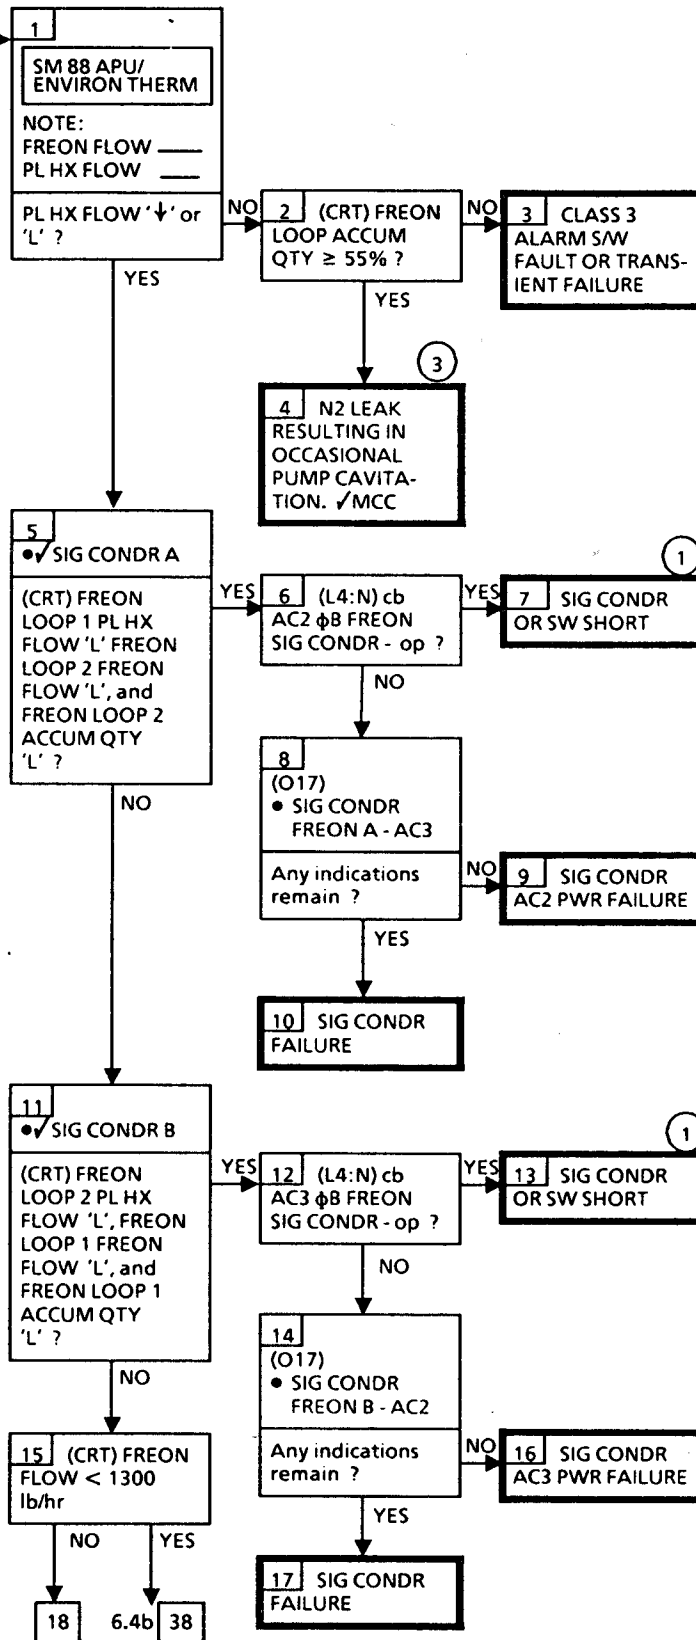 1
SM 88 APU/
ENVIRON THERM
NOTE:
FREON FLOW ____
PL HX FLOW ____
PL HX FLOW '↓' or
'L' ?
NO
YES
2 (CRT) FREON
LOOP ACCUM
QTY ≥ 55% ?
NO
YES
3 CLASS 3
ALARM S/W
FAULT OR TRANS-
IENT FAILURE
3
4 N2 LEAK
RESULTING IN
OCCASIONAL
PUMP CAVITA-
TION. ✓MCC
5
●✓SIG CONDR A
(CRT) FREON
LOOP 1 PL HX
FLOW 'L' FREON
LOOP 2 FREON
FLOW 'L', and
FREON LOOP 2
ACCUM QTY
'L' ?
YES
NO
6 (L4:N) cb
AC2 ϕB FREON
SIG CONDR - op ?
YES
NO
1
7 SIG CONDR
OR SW SHORT
8
(O17)
● SIG CONDR
FREON A - AC3
Any indications
remain ?
NO
YES
9 SIG CONDR
AC2 PWR FAILURE
10 SIG CONDR
FAILURE
11
●✓SIG CONDR B
(CRT) FREON
LOOP 2 PL HX
FLOW 'L', FREON
LOOP 1 FREON
FLOW 'L', and
FREON LOOP 1
ACCUM QTY
'L' ?
YES
NO
12 (L4:N) cb
AC3 ϕB FREON
SIG CONDR - op ?
YES
NO
1
13 SIG CONDR
OR SW SHORT
14
(O17)
● SIG CONDR
FREON B - AC2
Any indications
remain ?
NO
YES
16 SIG CONDR
AC3 PWR FAILURE
17 SIG CONDR
FAILURE
15 (CRT) FREON
FLOW < 1300
lb/hr
NO
YES
18
6.4b 38